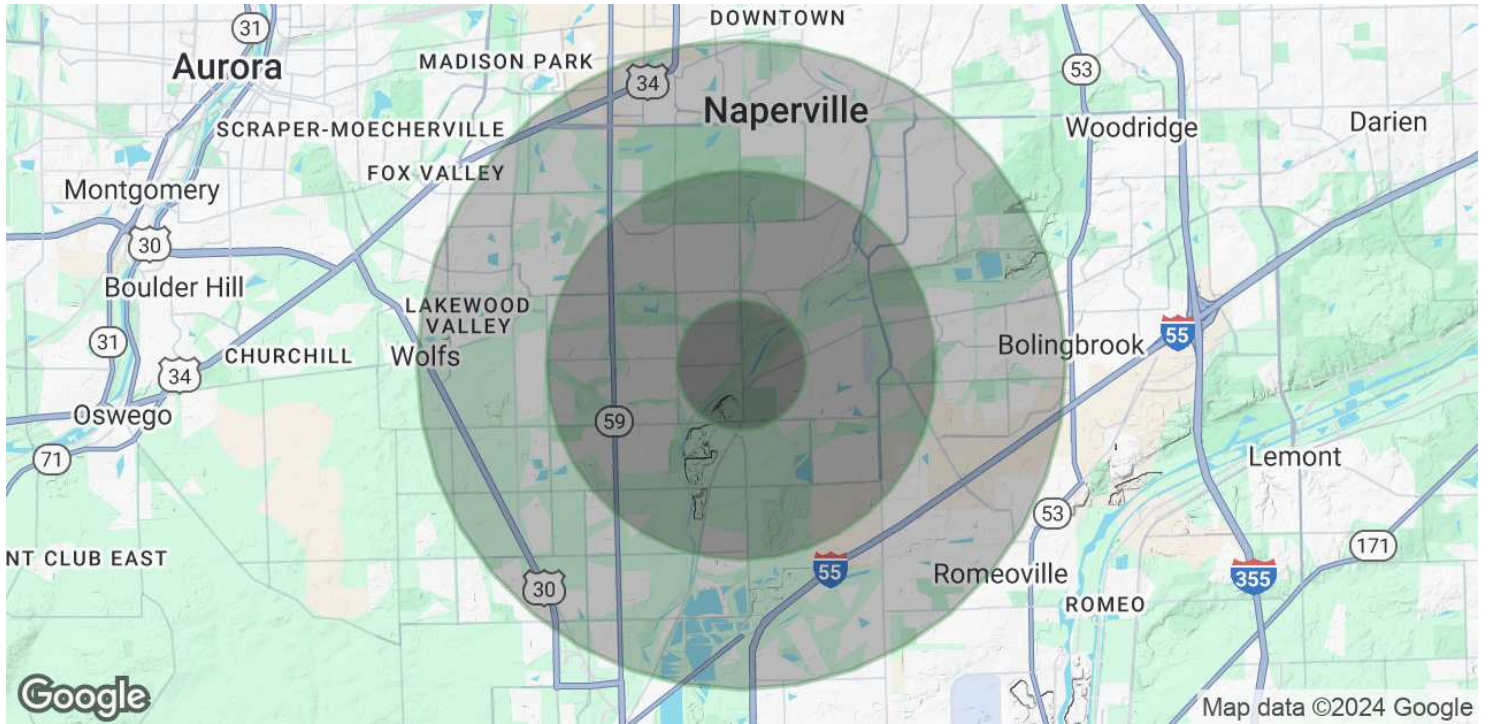 DOWNTOWN
31
Aurora
MADISON PARK
34
53
Naperville
SCRAPER-MOECHERVILLE
Woodridge
Darien
FOX VALLEY
Montgomery
30
Boulder Hill
LAKEWOOD
VALLEY
31
Wolfs
CHURCHILL
34
Bolingbrook
55
Oswego
59
71
Lemont
53
171
NT CLUB EAST
55
Romeoville
355
30
ROMEO
Google
Map data ©2024 Google